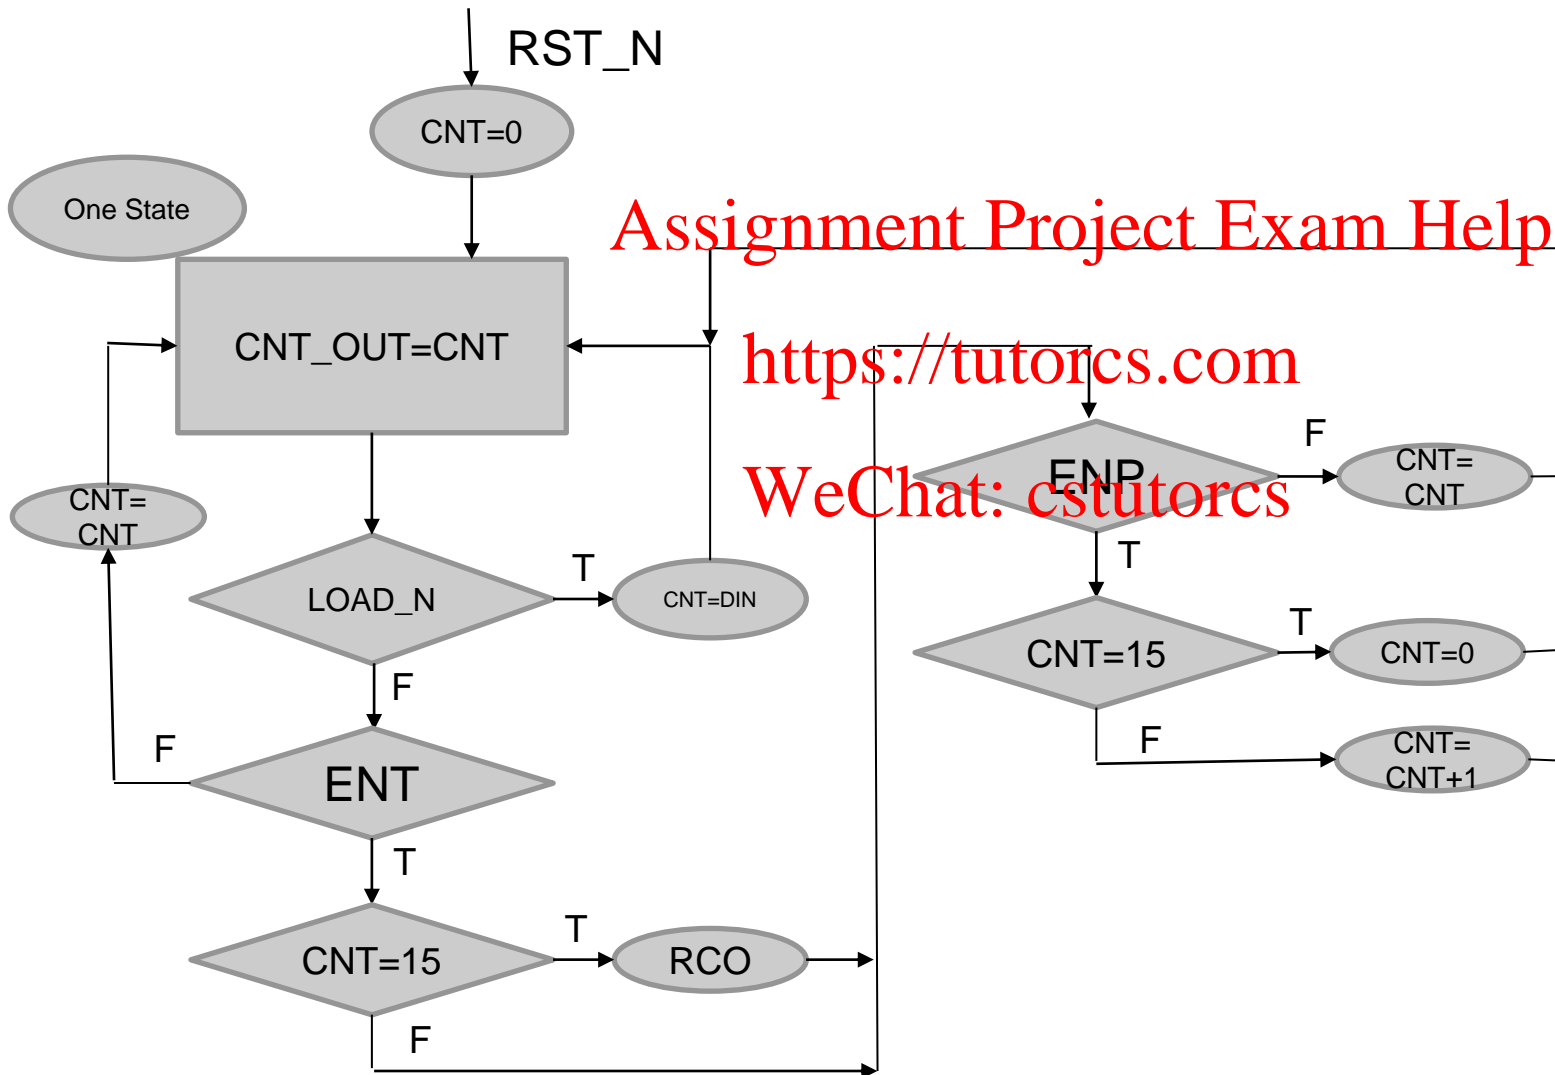 RST_N
CNT=0
One State
Assignment Project Exam Help
CNT_OUT=CNT
https://tutorcs.com
F
CNT=
CNT
ENP
CNT=
CNT
WeChat: cstutorcs
T
T
LOAD_N
CNT=DIN
T
CNT=15
CNT=0
F
F
F
CNT=
CNT+1
ENT
T
T
CNT=15
RCO
F